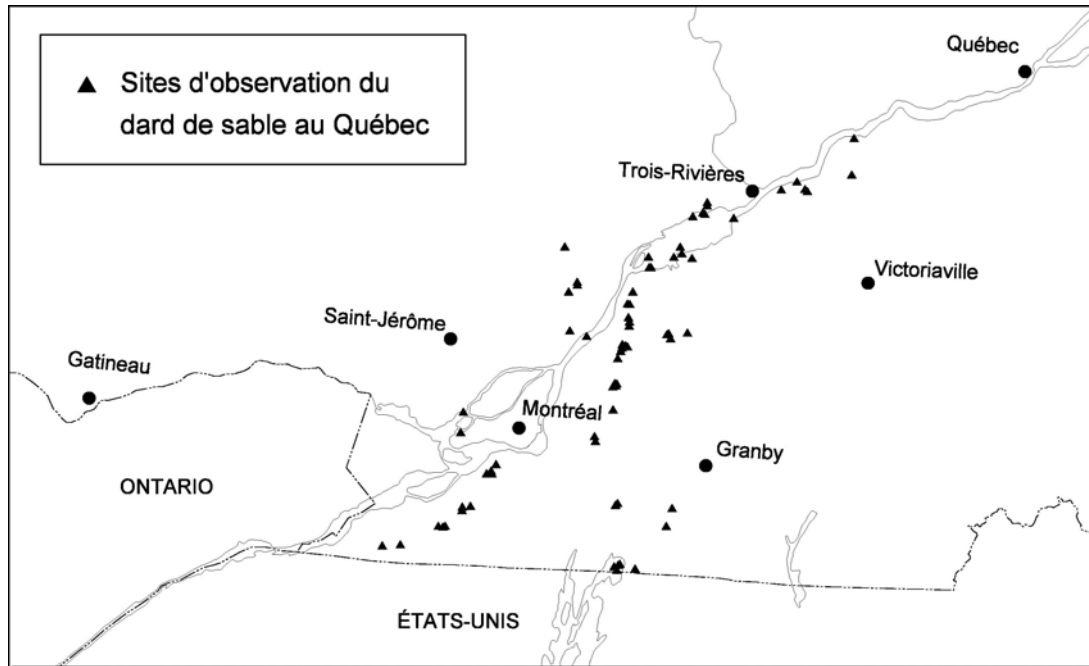 Sites d'observation du
dard de sable au Québec
Québec
Trois-Rivières
Victoriaville
Saint-Jérôme
Gatineau
Montréal
Granby
ONTARIO
ÉTATS-UNIS